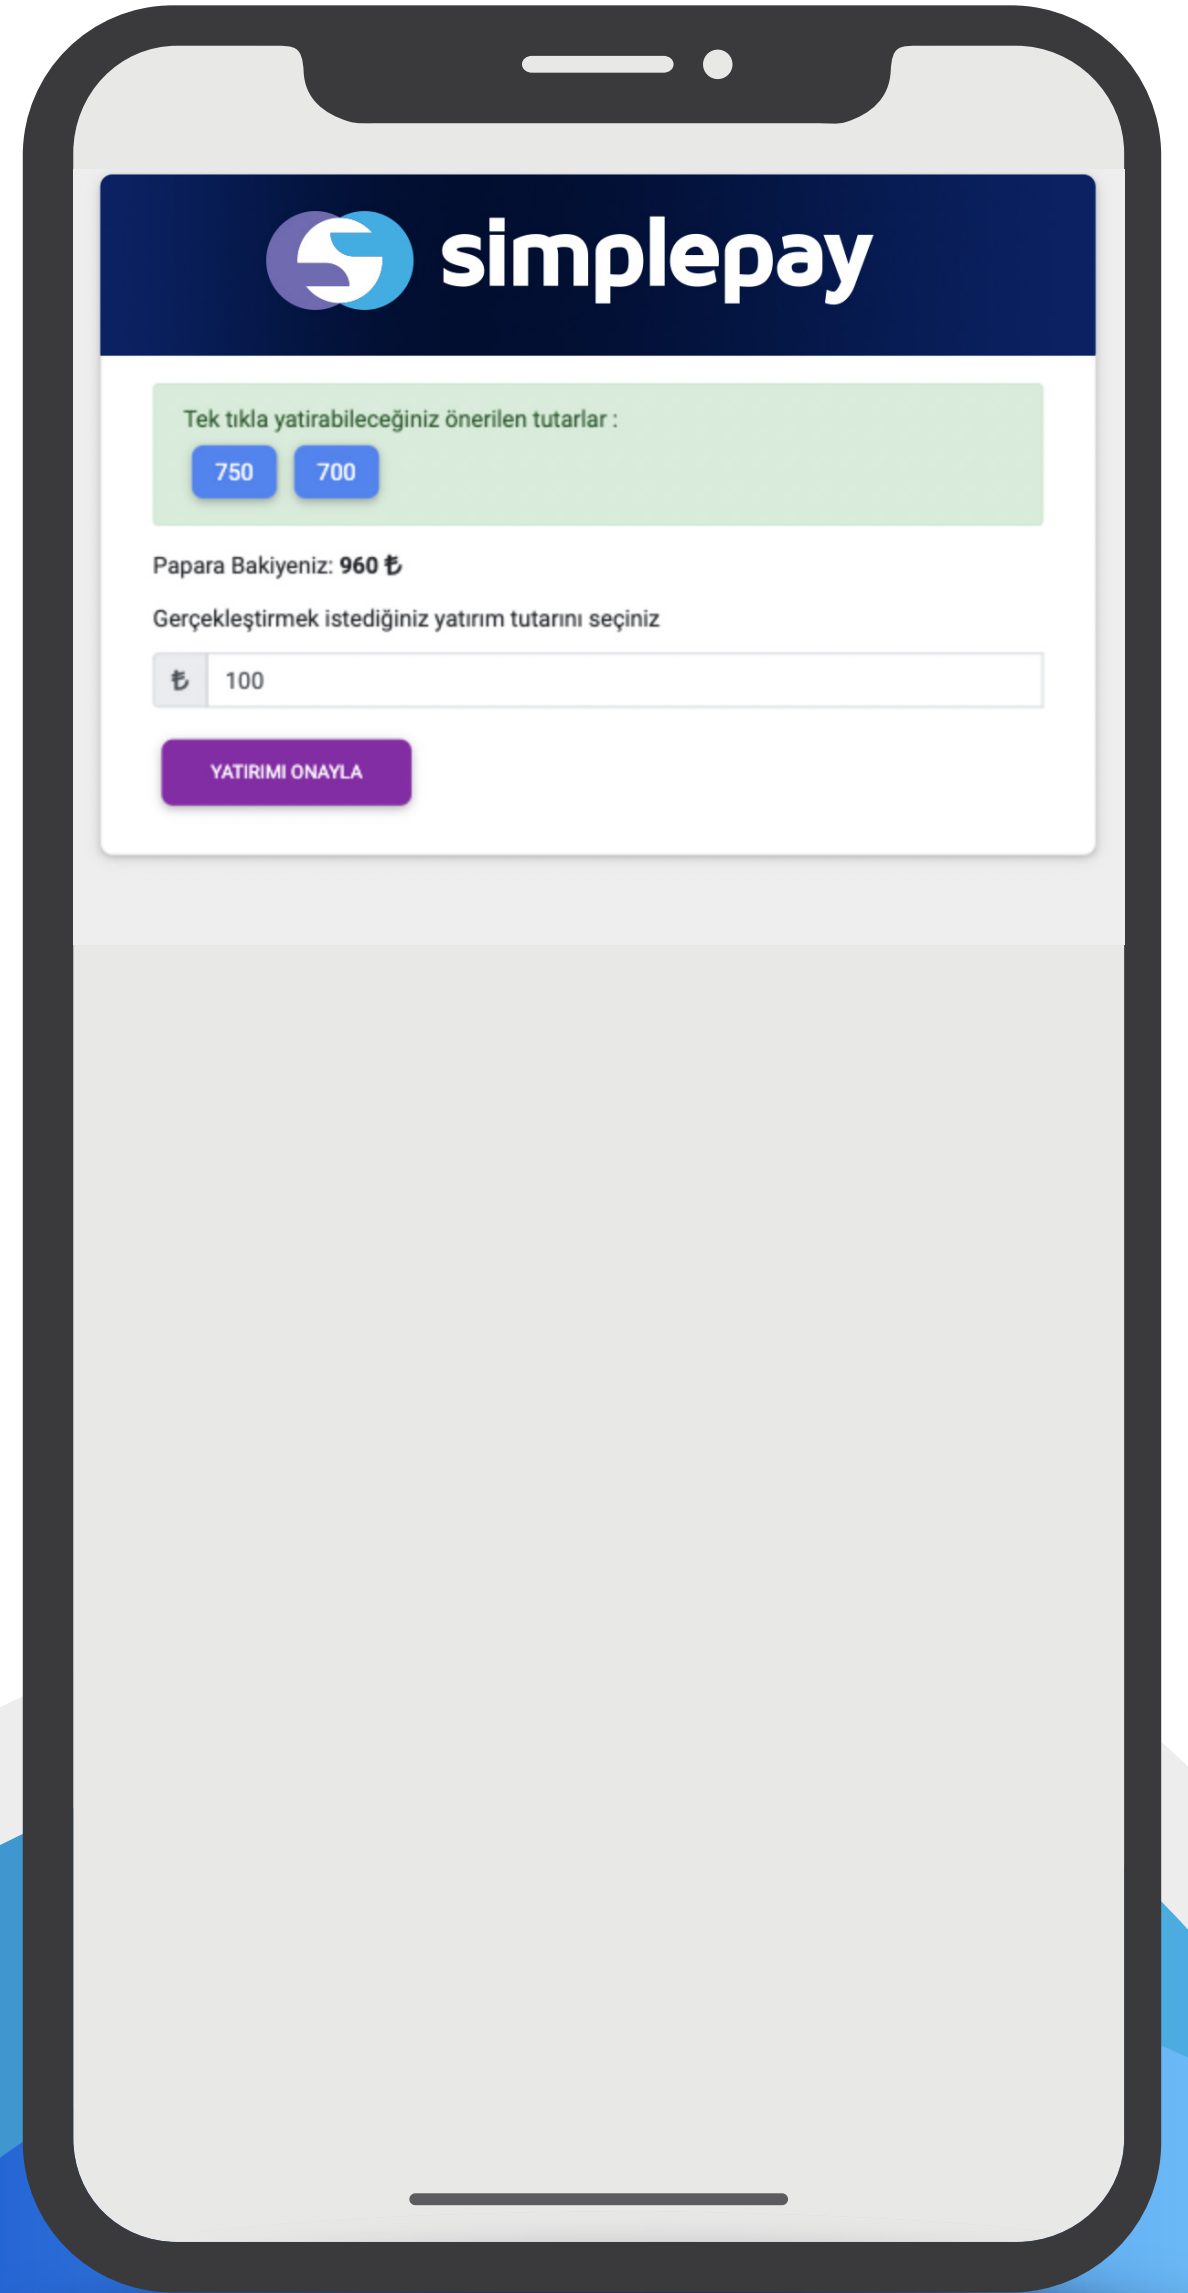 simplepay
Tek tıkla yatirabileceğiniz önerilen tutarlar :
750 700
Papara Bakiyeniz: 960 ₺
Gerçekleştirmek istediğiniz yatırım tutarını seçiniz
₺ 100
YATIRIMI ONAYLA